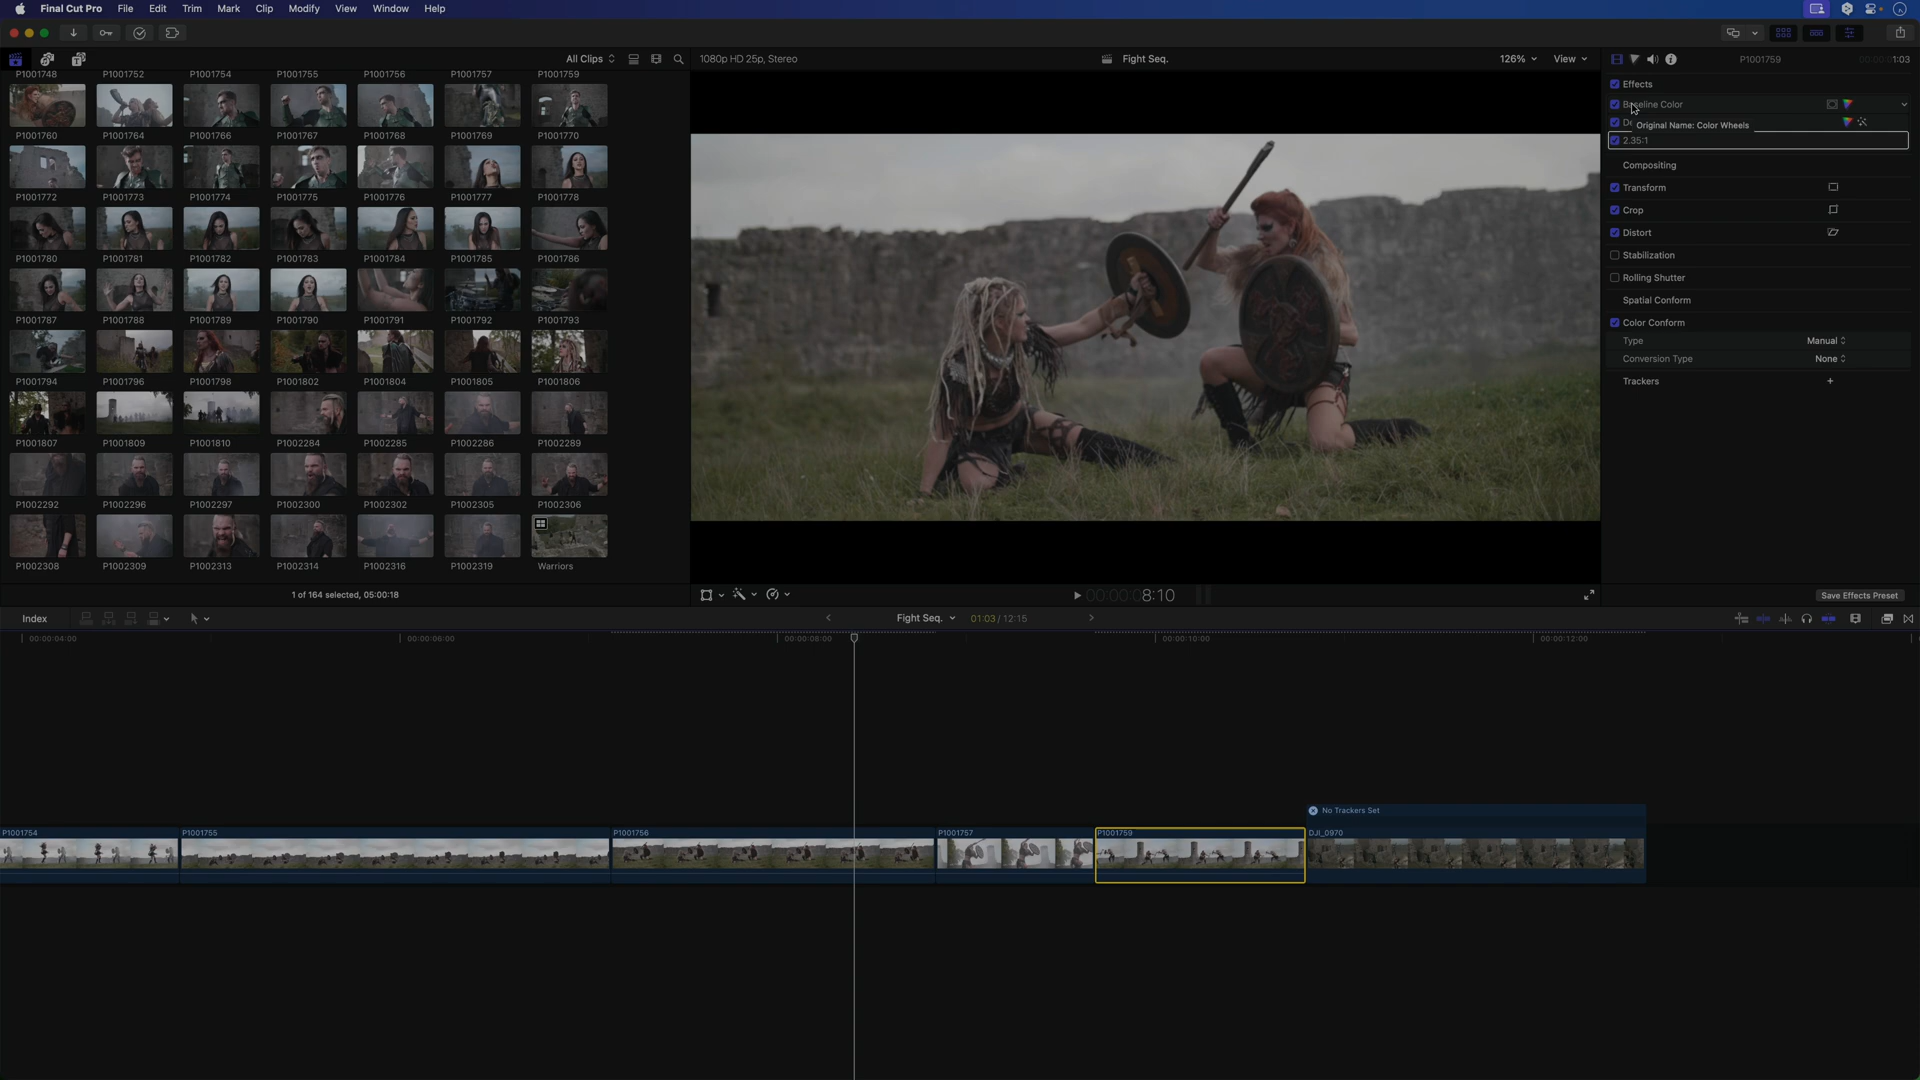 Final Cut Pro File Edit Trim Mark Clip Modify View Window Help
All Clips
1080p HD 25p, Stereo
Fight Seq.
126%
View
P1001759
1:03
P1001748 P1001752 P1001754 P1001755 P1001756 P1001757 P1001759
P1001760 P1001764 P1001766 P1001767 P1001768 P1001769 P1001770
P1001772 P1001773 P1001774 P1001775 P1001776 P1001777 P1001778
P1001780 P1001781 P1001782 P1001783 P1001784 P1001785 P1001786
P1001787 P1001788 P1001789 P1001790 P1001791 P1001792 P1001793
P1001794 P1001796 P1001798 P1001802 P1001804 P1001805 P1001806
P1001807 P1001809 P1001810 P1002284 P1002285 P1002286 P1002289
P1002292 P1002296 P1002297 P1002300 P1002302 P1002305 P1002306
P1002308 P1002309 P1002313 P1002314 P1002316 P1002319 Warriors
1 of 164 selected, 05:00:18
00:00:00:08:10
Effects
Baseline Color
Original Name: Color Wheels
2.35:1
Compositing
Transform
Crop
Distort
Stabilization
Rolling Shutter
Spatial Conform
Color Conform
Type Manual
Conversion Type None
Trackers +
Save Effects Preset
Index
Fight Seq.
01:03 / 12:15
00:00:04:00 00:00:06:00 00:00:08:00 00:00:10:00 00:00:12:00
No Trackers Set
P1001754 P1001755 P1001756 P1001757 P1001759 DJI_0970